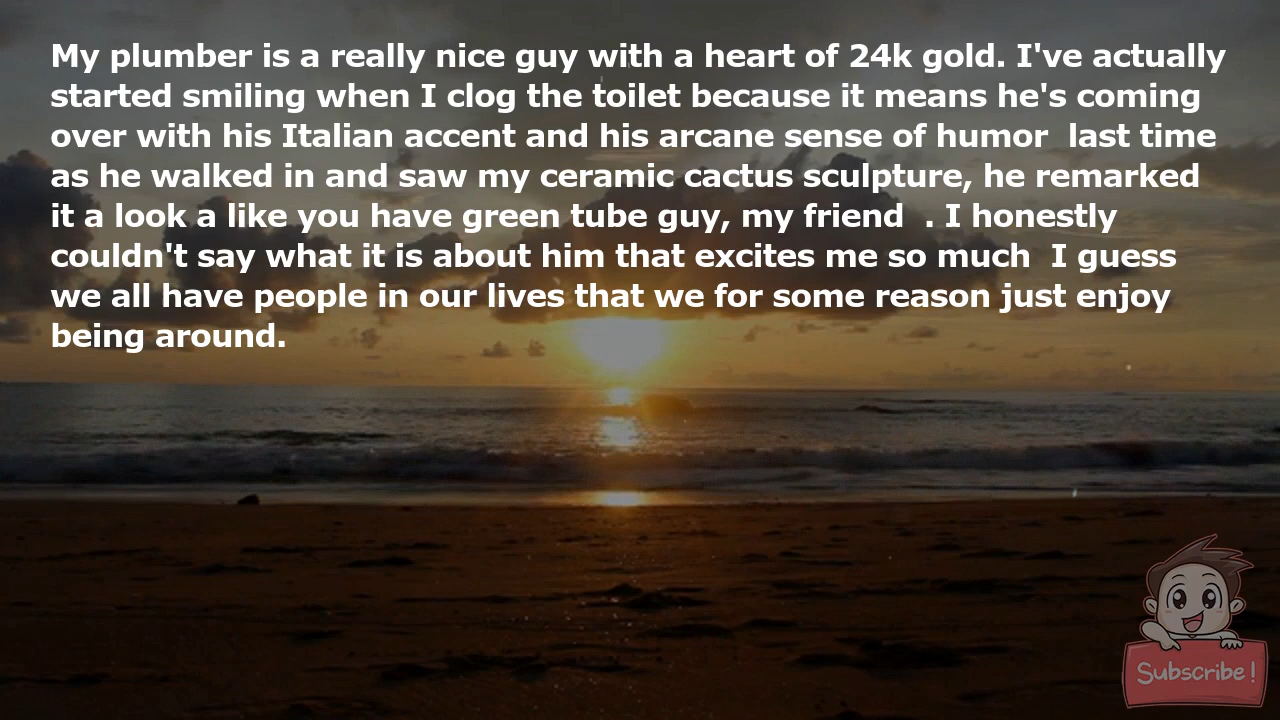 My plumber is a really nice guy with a heart of 24k gold. I've actually
started smiling when I clog the toilet because it means he's coming
over with his Italian accent and his arcane sense of humor  last time
as he walked in and saw my ceramic cactus sculpture, he remarked
it a look a like you have green tube guy, my friend  . I honestly
couldn't say what it is about him that excites me so much  I guess
we all have people in our lives that we for some reason just enjoy
being around.
Subscribe!